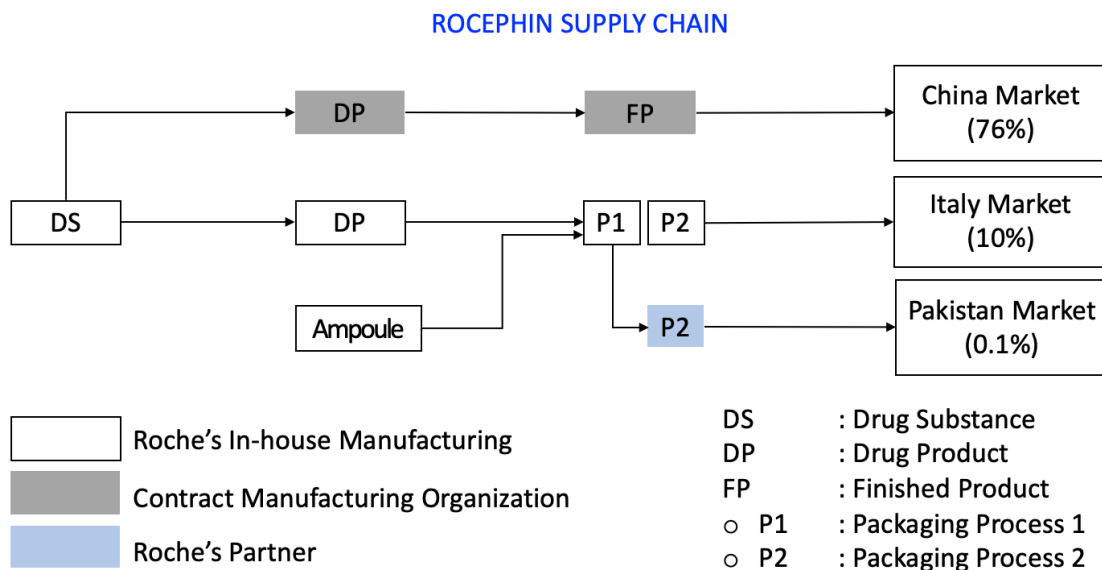 ROCEPHIN SUPPLY CHAIN
DP
FP
China Market
(76%)
DS
DP
P1
P2
Italy Market
(10%)
Ampoule
P2
Pakistan Market
(0.1%)
Roche's In-house Manufacturing
Contract Manufacturing Organization
Roche's Partner
DS : Drug Substance
DP : Drug Product
FP : Finished Product
○ P1 : Packaging Process 1
○ P2 : Packaging Process 2